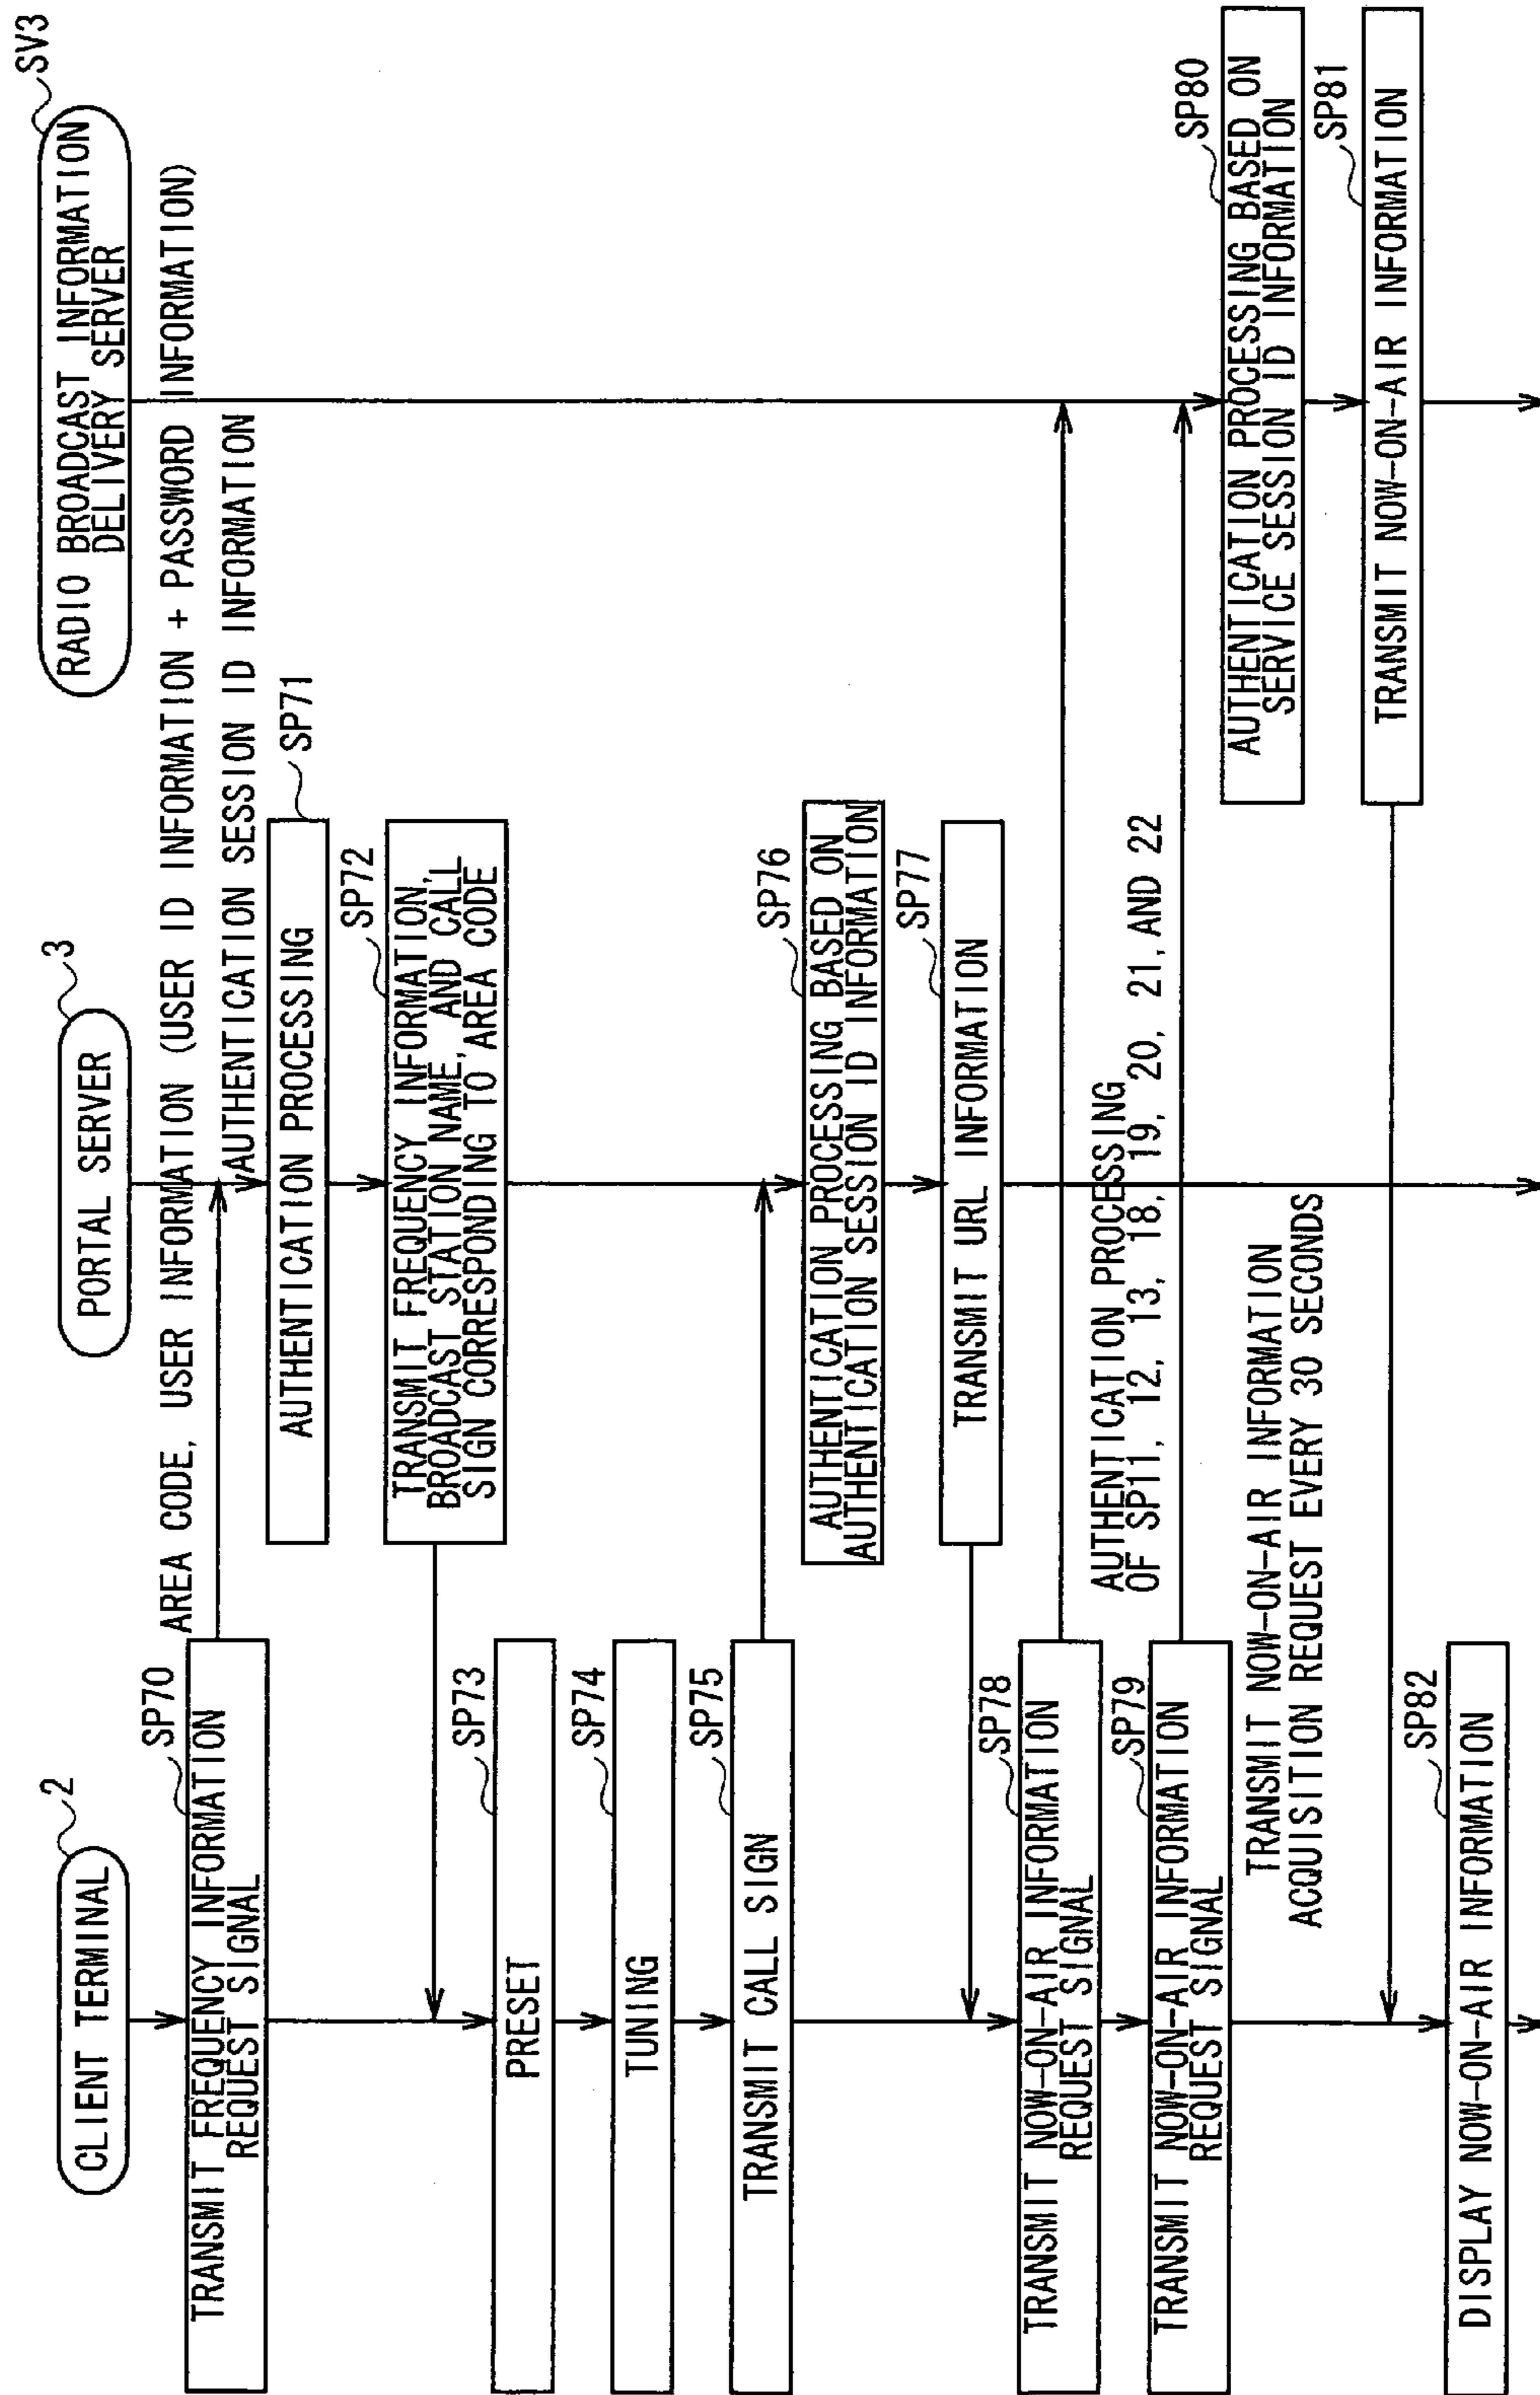 CLIENT TERMINAL
2
PORTAL SERVER
3
RADIO BROADCAST INFORMATION
DELIVERY SERVER
SV3
SP70
TRANSMIT FREQUENCY INFORMATION
REQUEST SIGNAL
AREA CODE, USER INFORMATION (USER ID INFORMATION + PASSWORD INFORMATION)
AUTHENTICATION SESSION ID INFORMATION
SP71
AUTHENTICATION PROCESSING
SP72
TRANSMIT FREQUENCY INFORMATION,
BROADCAST STATION NAME, AND CALL
SIGN CORRESPONDING TO AREA CODE
SP73
PRESET
SP74
TUNING
SP75
TRANSMIT CALL SIGN
SP76
AUTHENTICATION PROCESSING BASED ON
AUTHENTICATION SESSION ID INFORMATION
SP77
TRANSMIT URL INFORMATION
SP78
TRANSMIT NOW-ON-AIR INFORMATION
REQUEST SIGNAL
AUTHENTICATION PROCESSING
OF SP11, 12, 13, 18, 19, 20, 21, AND 22
SP79
TRANSMIT NOW-ON-AIR INFORMATION
REQUEST SIGNAL
SP80
AUTHENTICATION PROCESSING BASED ON
SERVICE SESSION ID INFORMATION
TRANSMIT NOW-ON-AIR INFORMATION
ACQUISITION REQUEST EVERY 30 SECONDS
SP81
TRANSMIT NOW-ON-AIR INFORMATION
SP82
DISPLAY NOW-ON-AIR INFORMATION